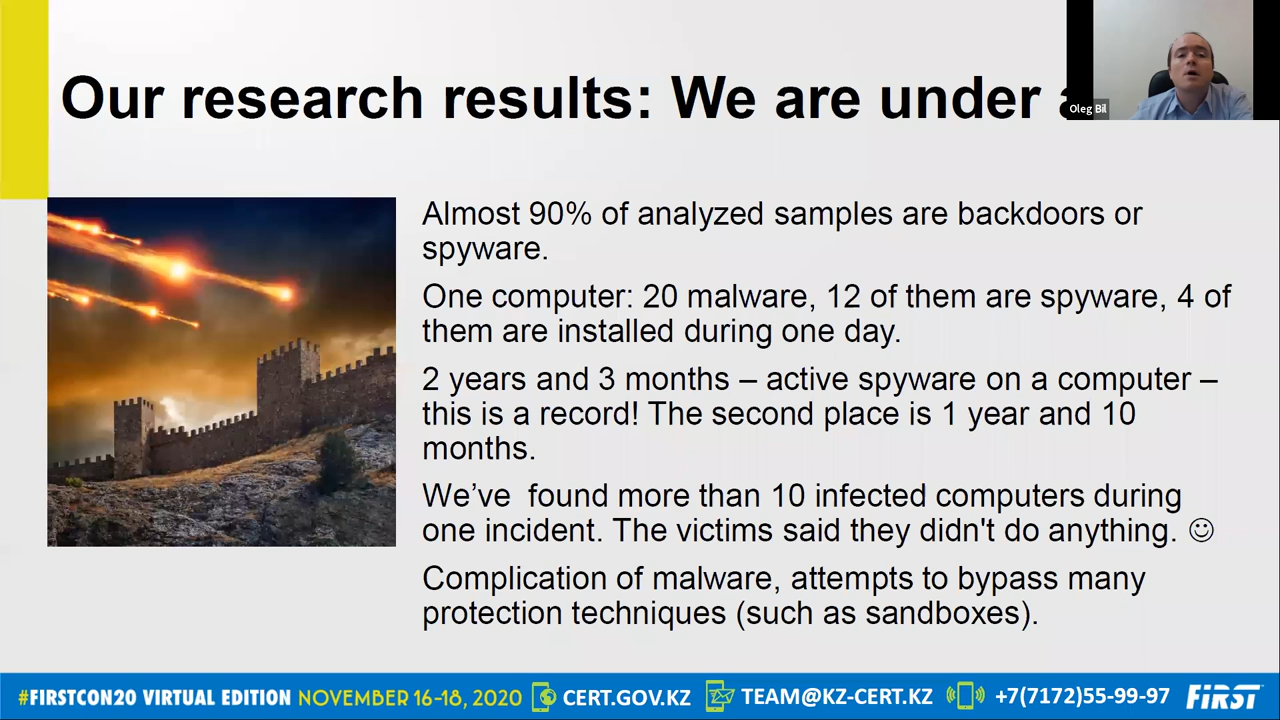 Our research results: We are under
Oleg Bil
Almost 90% of analyzed samples are backdoors or
spyware.
One computer: 20 malware, 12 of them are spyware, 4 of
them are installed during one day.
2 years and 3 months – active spyware on a computer –
this is a record! The second place is 1 year and 10
months.
We’ve  found more than 10 infected computers during
one incident. The victims said they didn't do anything. ☺
Complication of malware, attempts to bypass many
protection techniques (such as sandboxes).
#FIRSTCON20 VIRTUAL EDITION NOVEMBER 16-18, 2020 CERT.GOV.KZ TEAM@KZ-CERT.KZ +7(7172)55-99-97 FIRST